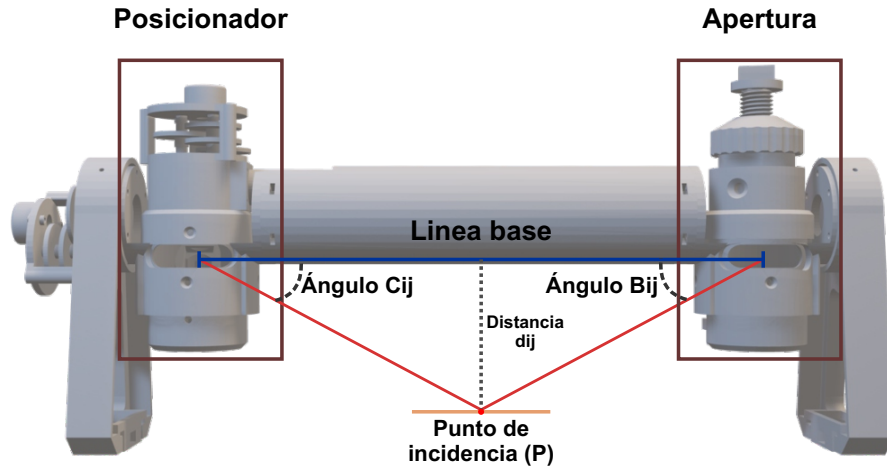 Posicionador
Apertura
Linea base
Ángulo Cij
Ángulo Bij
Distancia
dij
Punto de
incidencia (P)